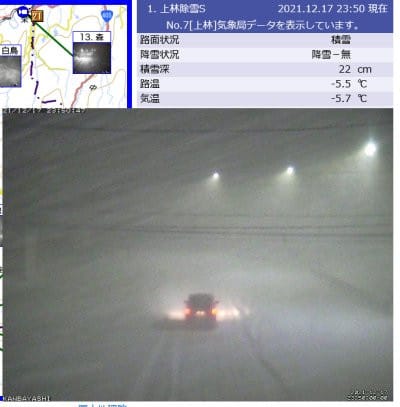 1. 上林除雪S 2021.12.17 23:50 現在
No.7[上林]気象局データを表示しています。
路面状況 積雪
降雪状況 降雪－無
積雪深 22 cm
路温 -5.5 ℃
気温 -5.7 ℃
21
13. 森
白鳥
21/12/17 23:50:49
KANBAYASHI